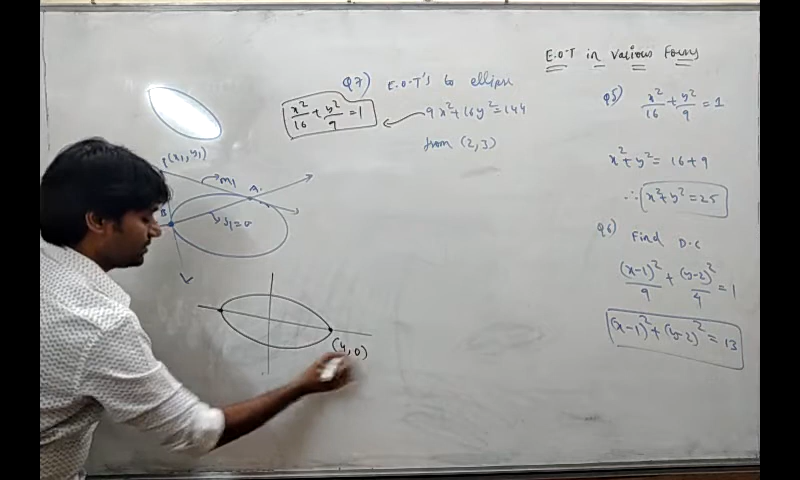 E.O.T in Various Forms
Q7) E.O.T's to ellipse
x²/16 + y²/9 = 1 ← 9x²+16y²=144
from (2,3)
P(x₁,y₁)
m₁
A
B
S₁=0
(4,0)
Q5) x²/16 + y²/9 = 1
x²+y² = 16+9
∴ x²+y² = 25
Q6) Find D.C
(x-1)²/9 + (y-2)²/4 = 1
(x-1)²+(y-2)² = 13